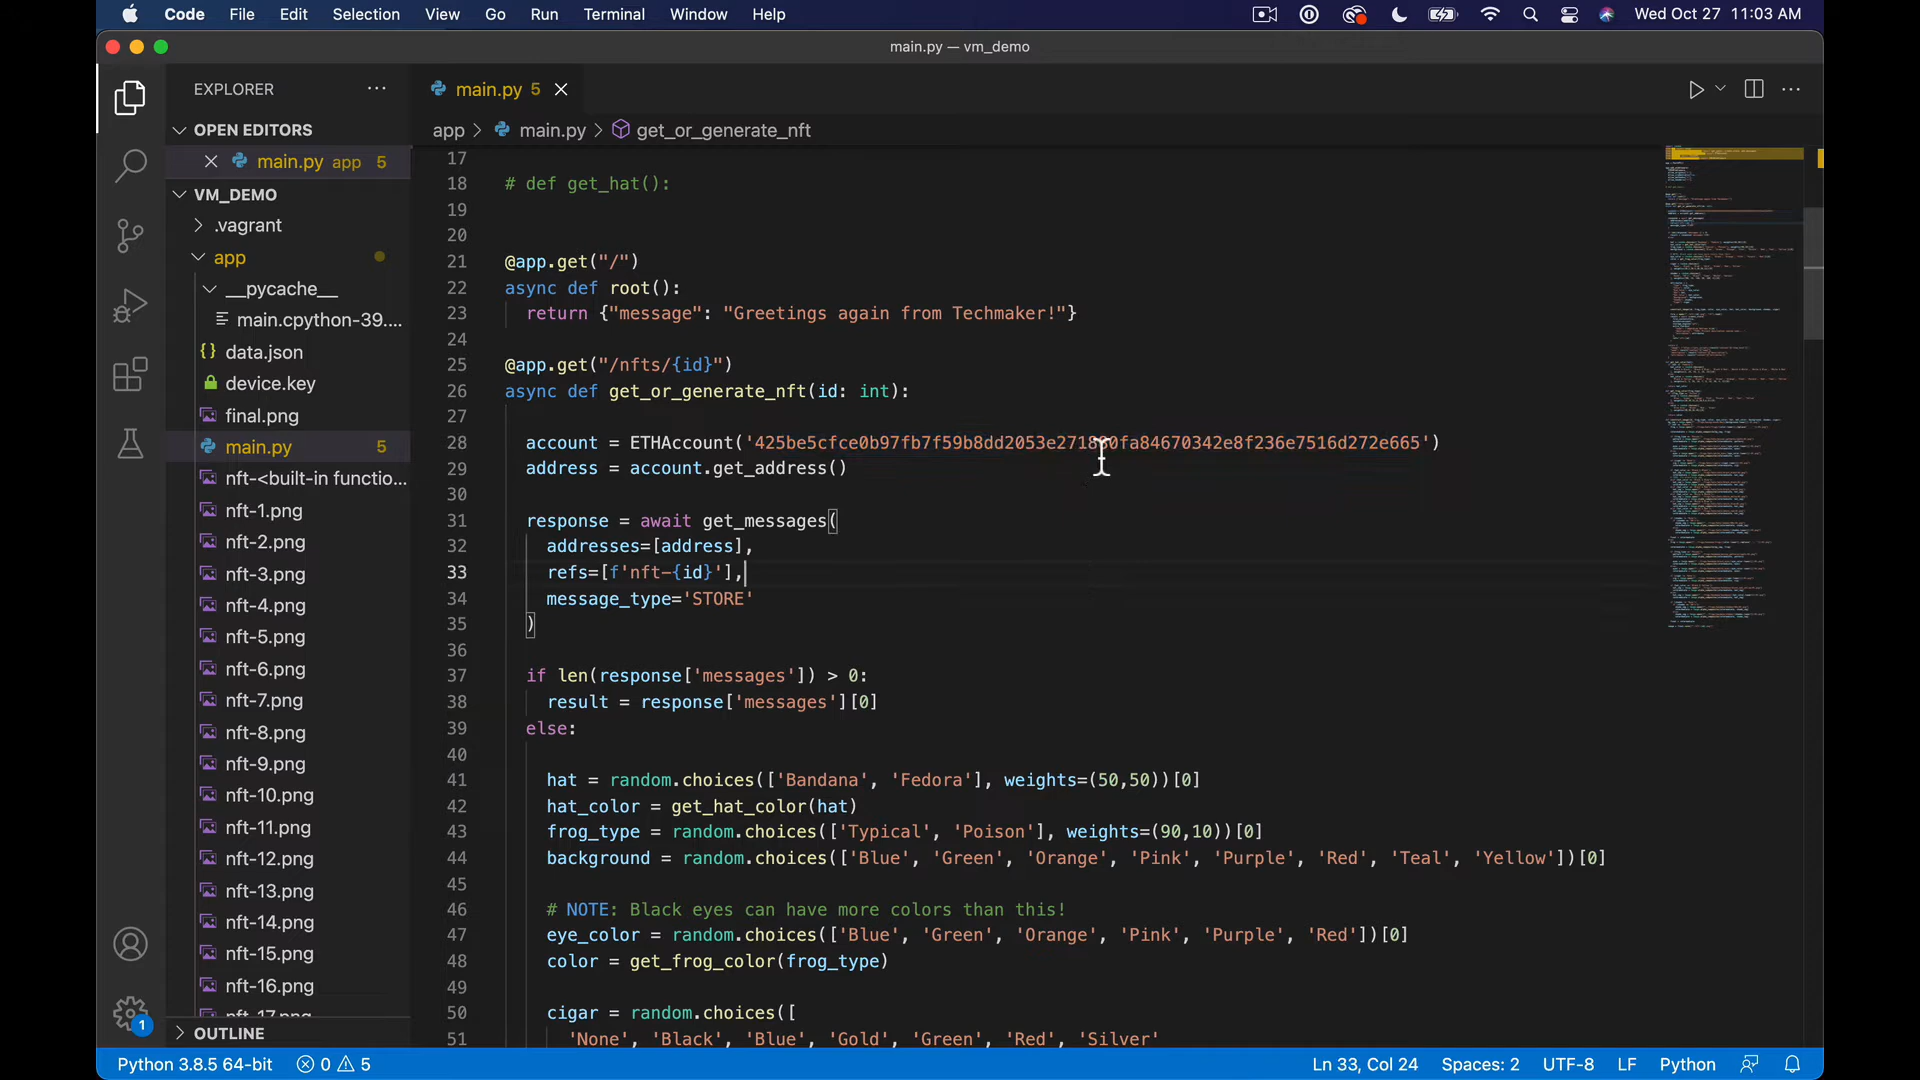 Code File Edit Selection View Go Run Terminal Window Help Wed Oct 27 11:03 AM
main.py — vm_demo
EXPLORER
OPEN EDITORS
main.py app 5
VM_DEMO
.vagrant
app
__pycache__
main.cpython-39....
data.json
device.key
final.png
main.py 5
nft-<built-in functio...
nft-1.png
nft-2.png
nft-3.png
nft-4.png
nft-5.png
nft-6.png
nft-7.png
nft-8.png
nft-9.png
nft-10.png
nft-11.png
nft-12.png
nft-13.png
nft-14.png
nft-15.png
nft-16.png
nft-17.png
OUTLINE
1
main.py 5
app > main.py > get_or_generate_nft
17
18 # def get_hat():
19
20
21 @app.get("/")
22 async def root():
23 return {"message": "Greetings again from Techmaker!"}
24
25 @app.get("/nfts/{id}")
26 async def get_or_generate_nft(id: int):
27
28 account = ETHAccount('')
29 address = account.get_address()
30
31 response = await get_messages(
32 addresses=[address],
33 refs=[f'nft-{id}'],
34 message_type='STORE'
35 )
36
37 if len(response['messages']) > 0:
38 result = response['messages'][0]
39 else:
40
41 hat = random.choices(['Bandana', 'Fedora'], weights=(50,50))[0]
42 hat_color = get_hat_color(hat)
43 frog_type = random.choices(['Typical', 'Poison'], weights=(90,10))[0]
44 background = random.choices(['Blue', 'Green', 'Orange', 'Pink', 'Purple', 'Red', 'Teal', 'Yellow'])[0]
45
46 # NOTE: Black eyes can have more colors than this!
47 eye_color = random.choices(['Blue', 'Green', 'Orange', 'Pink', 'Purple', 'Red'])[0]
48 color = get_frog_color(frog_type)
49
50 cigar = random.choices([
51 'None', 'Black', 'Blue', 'Gold', 'Green', 'Red', 'Silver'
Python 3.8.5 64-bit 0 5 Ln 33, Col 24 Spaces: 2 UTF-8 LF Python